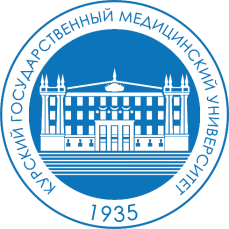 КУРСКИЙ ГОСУДАРСТВЕННЫЙ МЕДИЦИНСКИЙ УНИВЕРСИТЕТ
1935